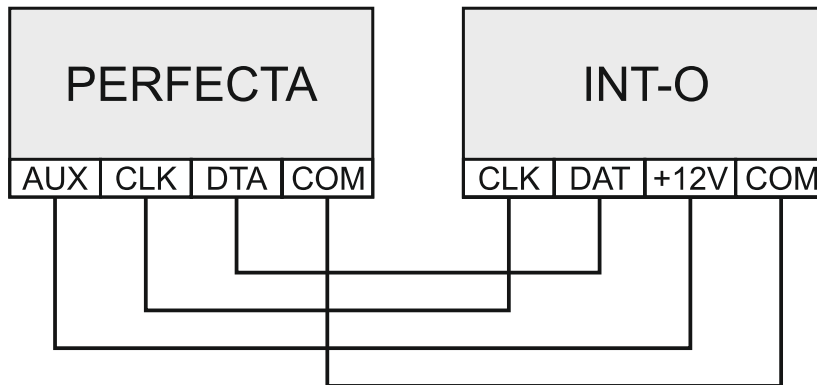 PERFECTA INT-O
AUX CLK DTA COM CLK DAT +12V COM